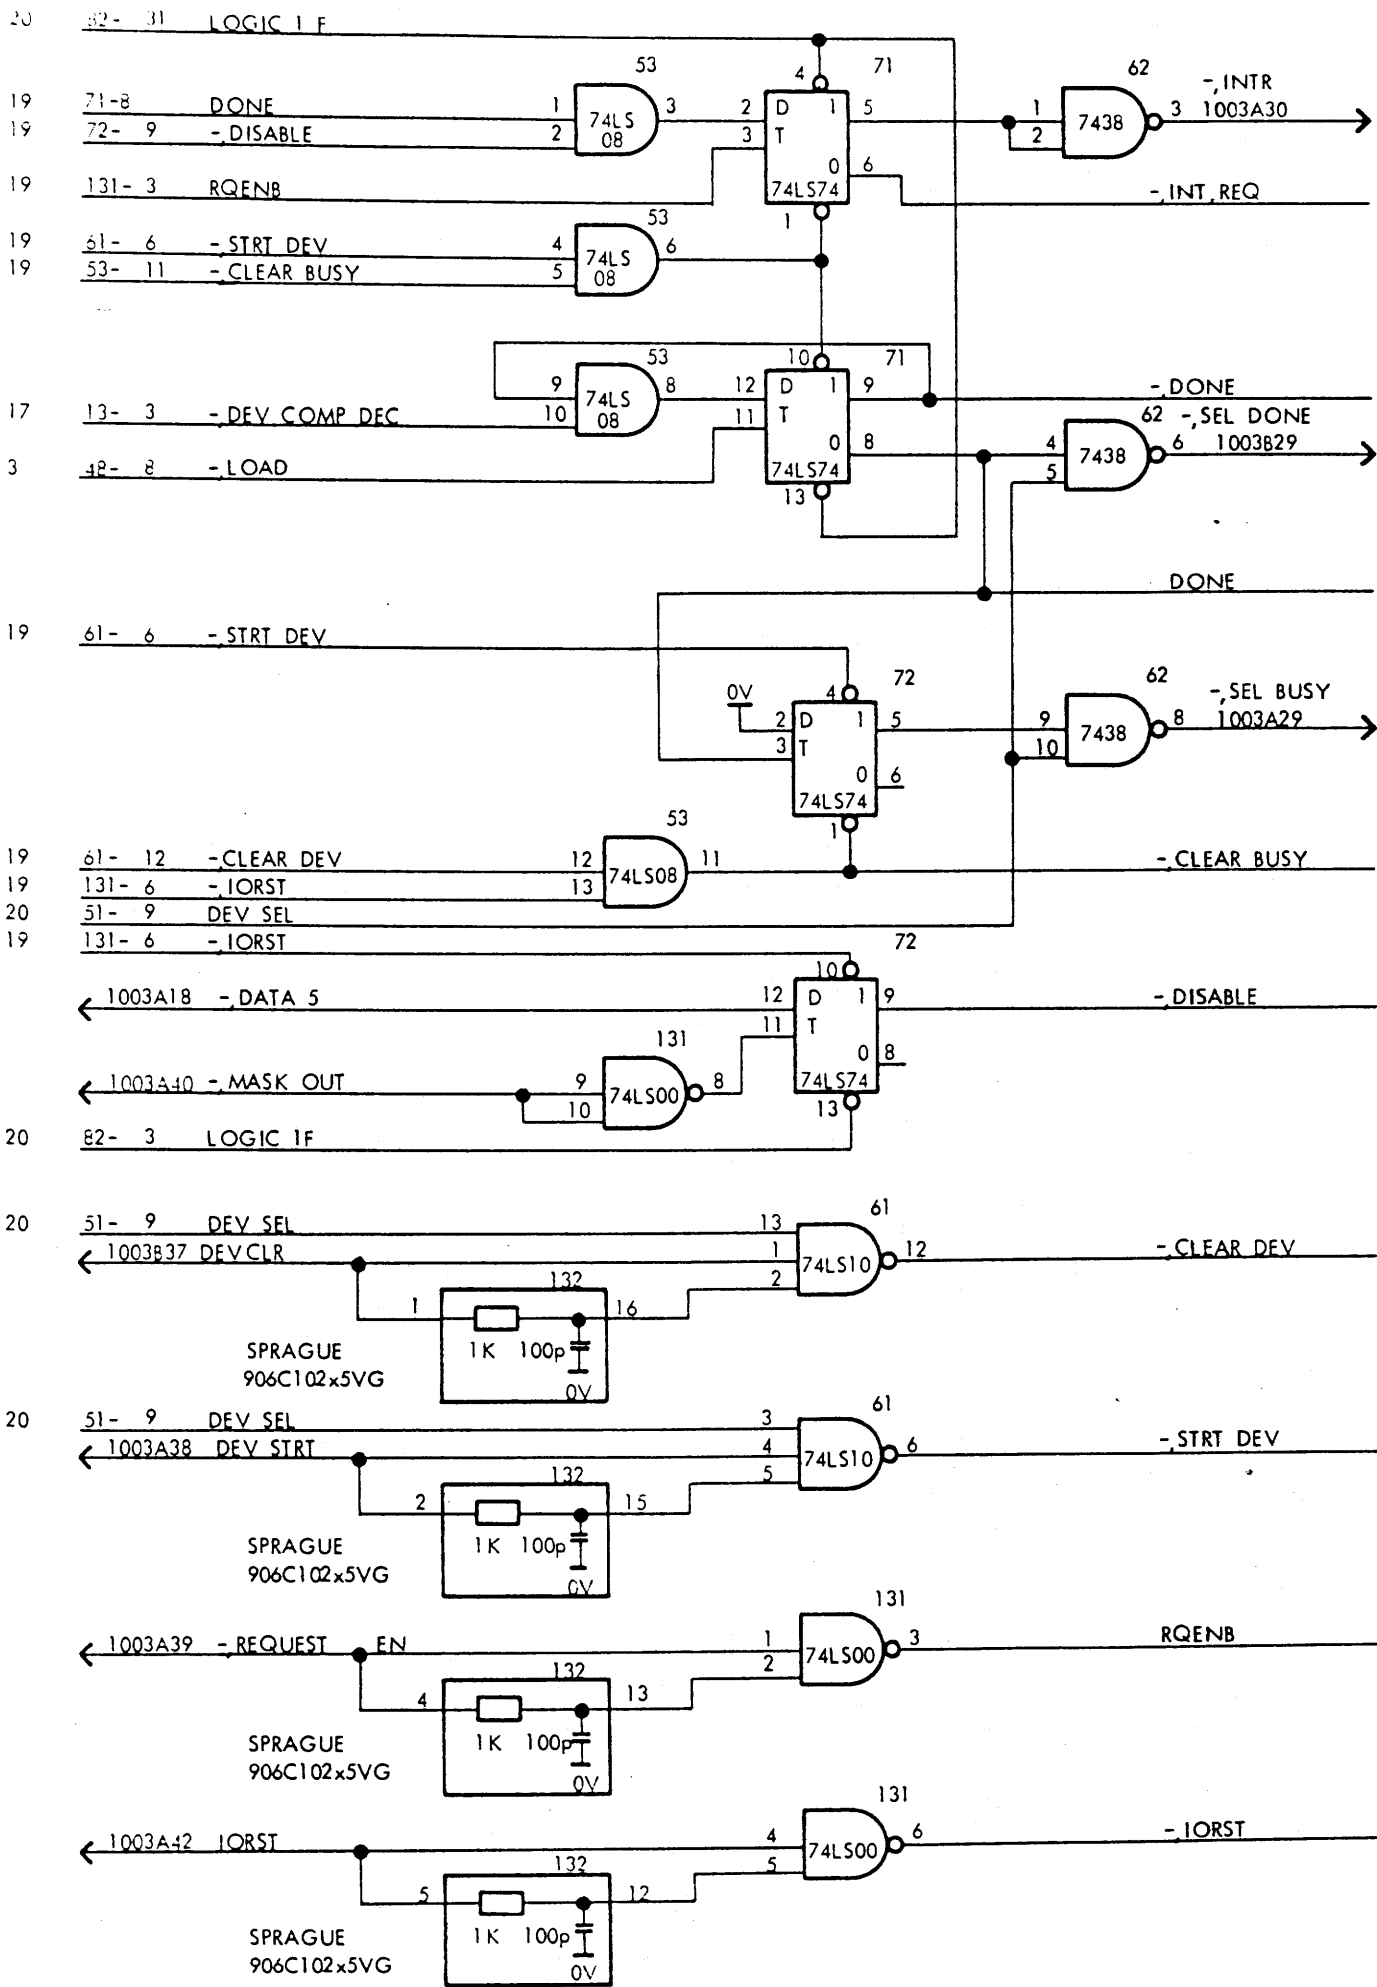 20 82- 31 LOGIC 1 F
4 71 62
53 -,INTR
19 71-8 DONE 1 74LS 08 3 2 D 1 5 1 7438 3 1003A30
19 72- 9 -,DISABLE 2 3 T 2
0 6
19 131- 3 RQENB 74LS74 -,INT,REQ
1
53
19 61- 6 -,STRT DEV 4 74LS 08 6
19 53- 11 -,CLEAR BUSY 5
53 10 71
9 74LS 08 8 12 D 1 9 -,DONE
17 13- 3 -,DEV COMP DEC 10 11 T 62 -,SEL DONE
0 8 4 7438 6 1003B29
3 48- 8 -,LOAD 74LS74 5
13
DONE
19 61- 6 -,STRT DEV
72 62
0V 4 -,SEL BUSY
2 D 1 5 9 7438 8 1003A29
3 T 10
0 6
74LS74
53 1
19 61- 12 -,CLEAR DEV 12 74LS08 11 -,CLEAR BUSY
19 131- 6 -,IORST 13
20 51- 9 DEV SEL
19 131- 6 -,IORST 72
10
1003A18 -,DATA 5 12 D 1 9 -,DISABLE
131 11 T
0 8
1003A40 -,MASK OUT 9 74LS00 8 74LS74
10 13
20 82- 3 LOGIC 1F
61
20 51- 9 DEV SEL 13
1003B37 DEVCLR 1 74LS10 12 -,CLEAR DEV
132 2
1 16
SPRAGUE 1K 100p
906C102x5VG 0V
61
20 51- 9 DEV SEL 3
1003A38 DEV STRT 4 74LS10 6 -,STRT DEV
132 5
2 15
SPRAGUE 1K 100p
906C102x5VG 0V
131
1003A39 -,REQUEST EN 1 74LS00 3 RQENB
132 2
4 13
SPRAGUE 1K 100p
906C102x5VG 0V
131
1003A42 IORST 4 74LS00 6 -,IORST
132 5
5 12
SPRAGUE 1K 100p
906C102x5VG 0V